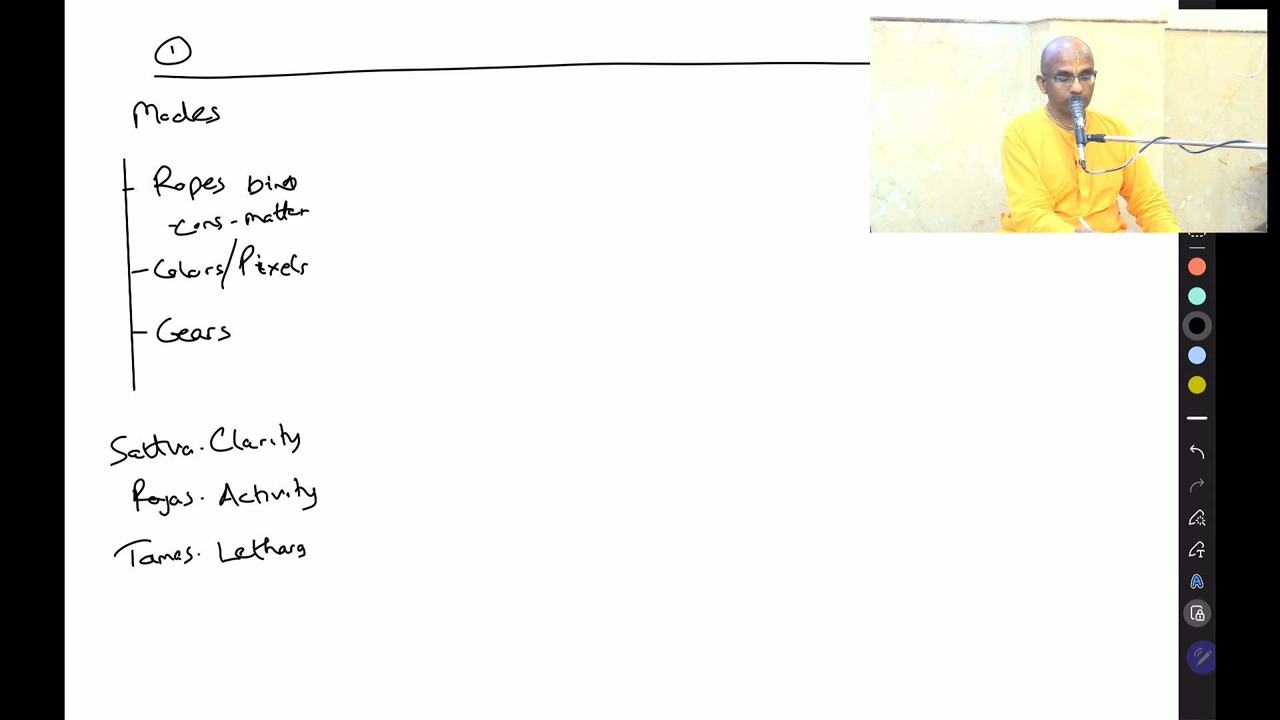 1
Modes
Ropes bind
cons-matter
Colors/Pixels
Gears
Sattva. Clarity
Rajas. Activity
Tamas. Letharg